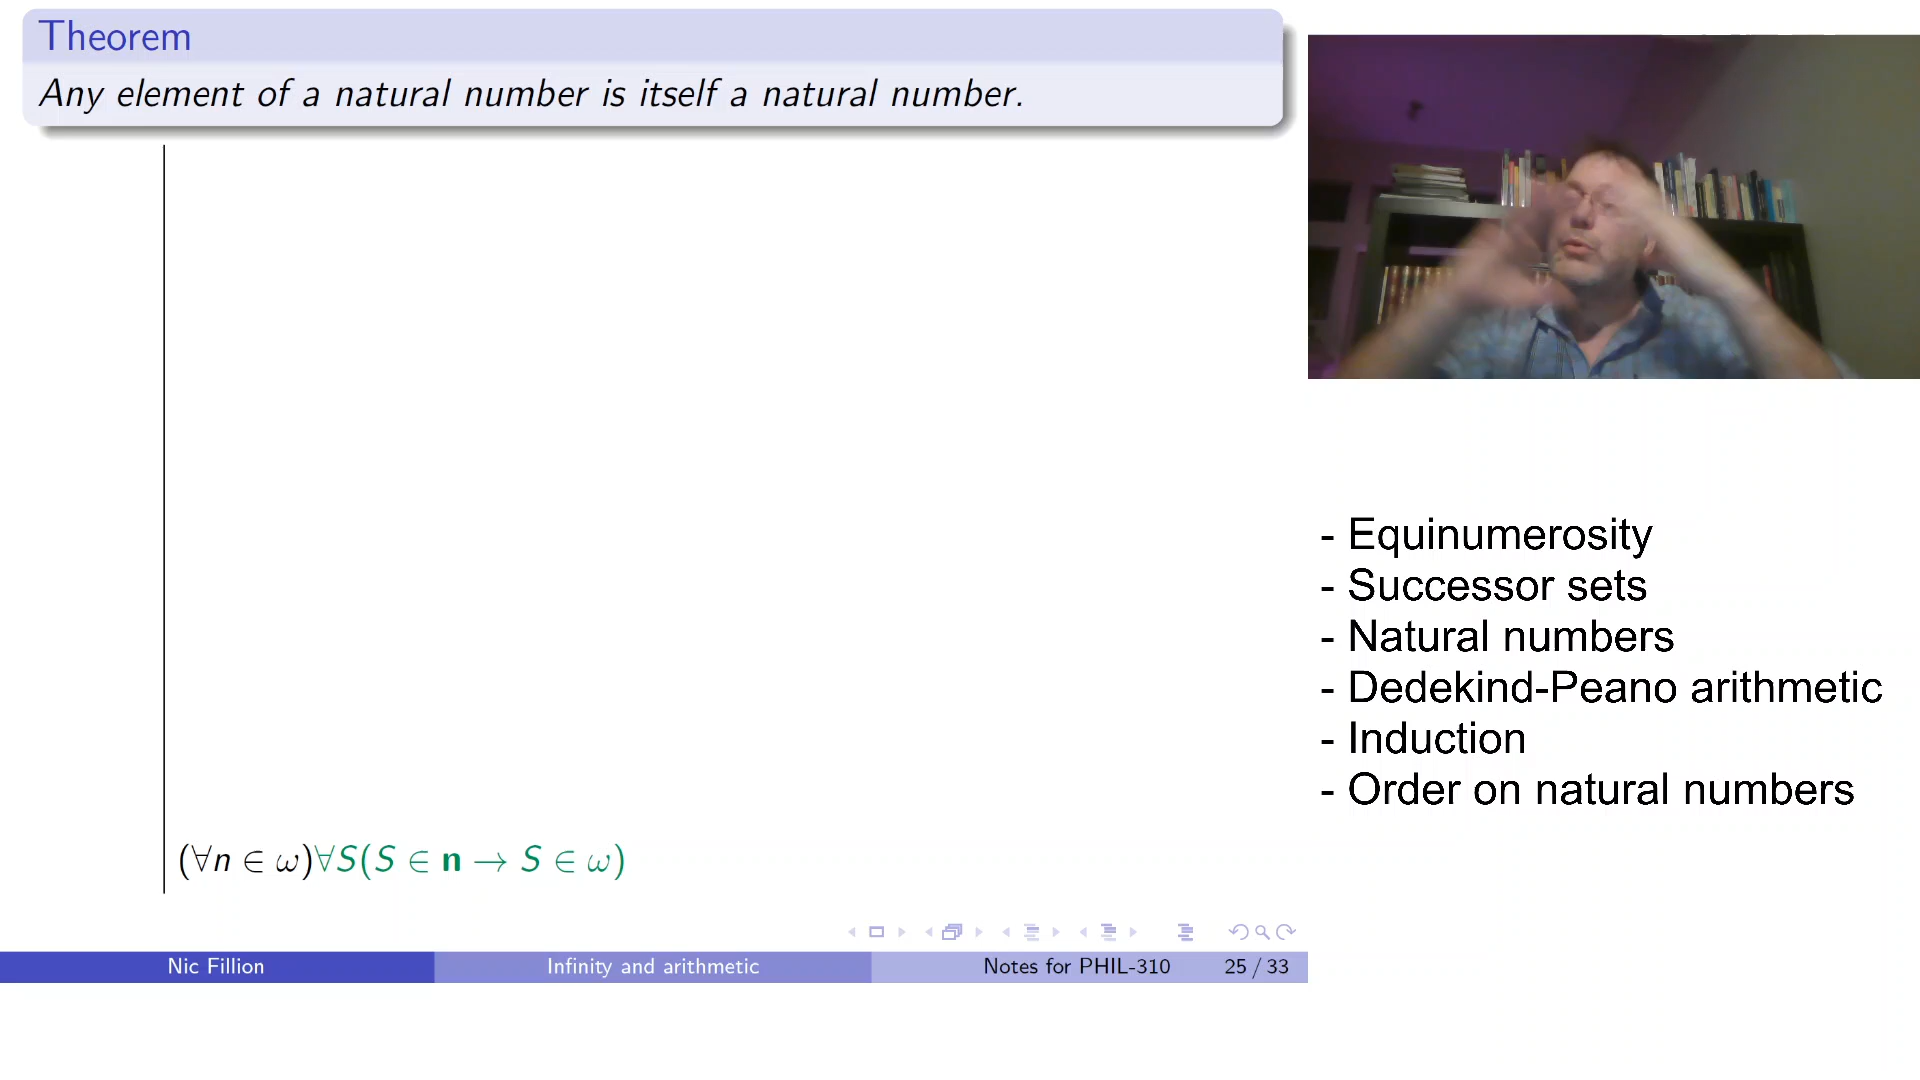 Theorem
Any element of a natural number is itself a natural number.
(∀n ∈ ω)∀S(S ∈ n → S ∈ ω)
Nic Fillion
Infinity and arithmetic
Notes for PHIL-310
25 / 33
- Equinumerosity
- Successor sets
- Natural numbers
- Dedekind-Peano arithmetic
- Induction
- Order on natural numbers